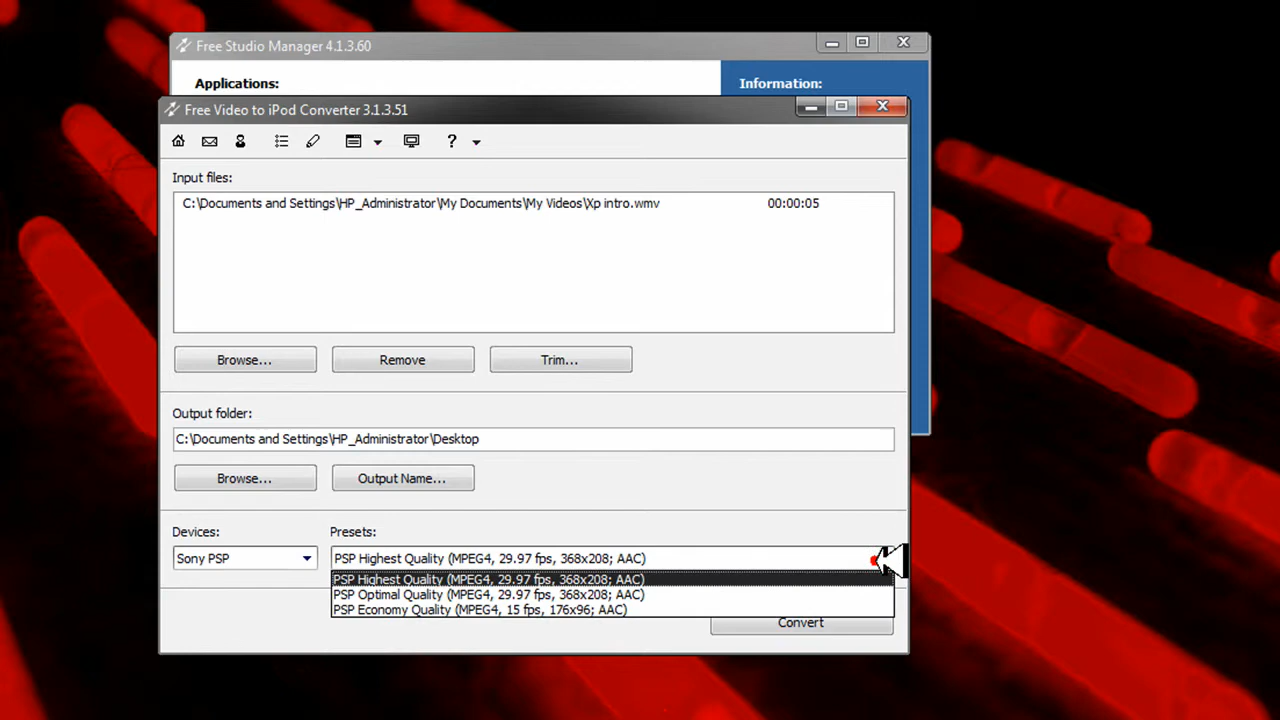 Free Studio Manager 4.1.3.60
Applications:
Information:
Free Video to iPod Converter 3.1.3.51
?
Input files:
C:\Documents and Settings\HP_Administrator\My Documents\My Videos\Xp intro.wmv 00:00:05
Browse... Remove Trim...
Output folder:
C:\Documents and Settings\HP_Administrator\Desktop
Browse... Output Name...
Devices: Presets:
Sony PSP PSP Highest Quality (MPEG4, 29.97 fps, 368x208; AAC)
PSP Highest Quality (MPEG4, 29.97 fps, 368x208; AAC)
PSP Optimal Quality (MPEG4, 29.97 fps, 368x208; AAC)
PSP Economy Quality (MPEG4, 15 fps, 176x96; AAC)
Convert